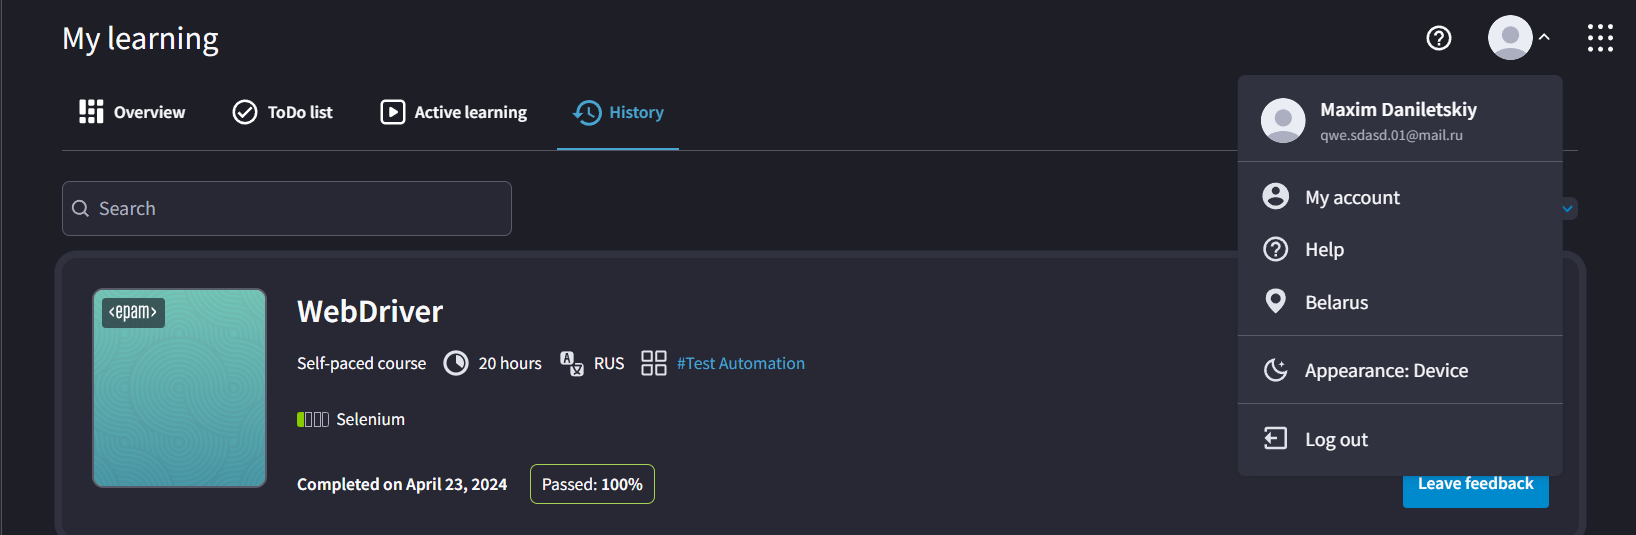 My learning
Overview
ToDo list
Active learning
History
Maxim Daniletskiy
qwe.sdasd.01@mail.ru
My account
Help
Belarus
Appearance: Device
Log out
Search
<epam>
WebDriver
Self-paced course 20 hours RUS #Test Automation
Selenium
Completed on April 23, 2024 Passed: 100%
Leave feedback